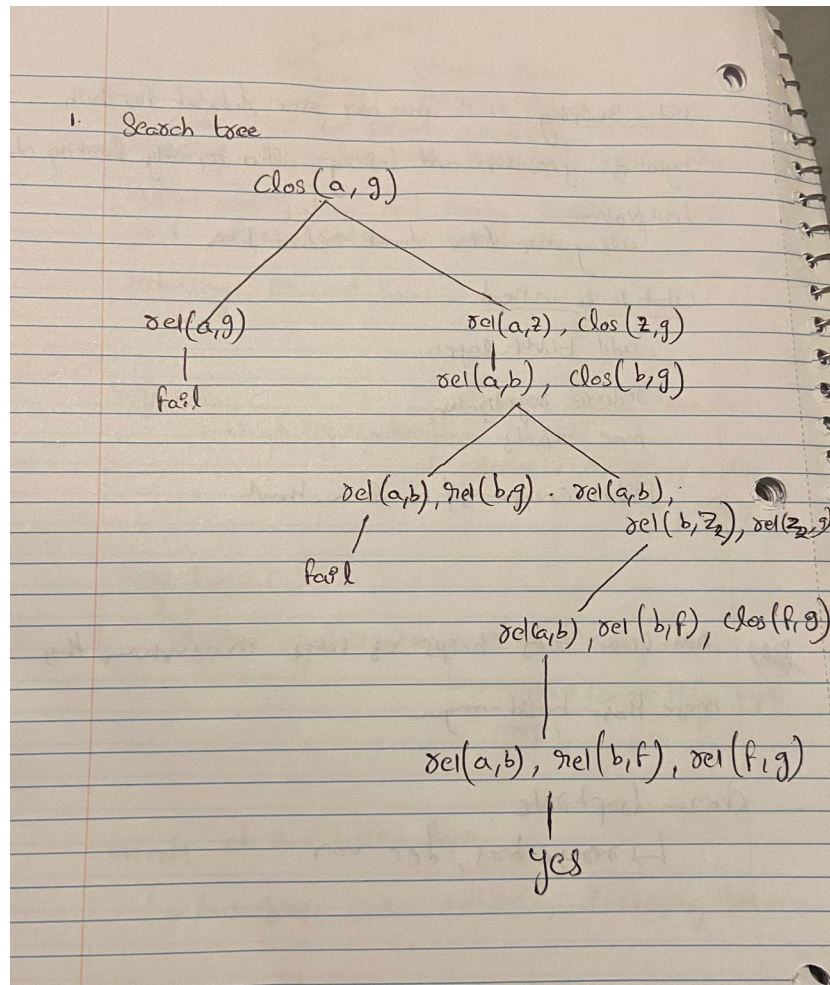 1. Search tree
Clos(a, g)
rel(a,g) rel(a,z), clos(z,g)
fail rel(a,b), clos(b,g)
rel(a,b), rel(b,g) . rel(a,b),
rel(b,Z2), rel(z2,g)
fail
rel(a,b), rel(b,f), Clos(f,g)
rel(a,b), rel(b,f), rel(f,g)
yes